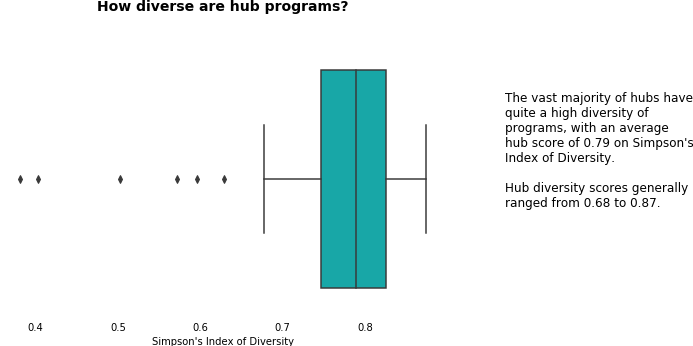 How diverse are hub programs?
The vast majority of hubs have
quite a high diversity of
programs, with an average
hub score of 0.79 on Simpson's
Index of Diversity.
Hub diversity scores generally
ranged from 0.68 to 0.87.
0.4 0.5 0.6 0.7 0.8
Simpson's Index of Diversity